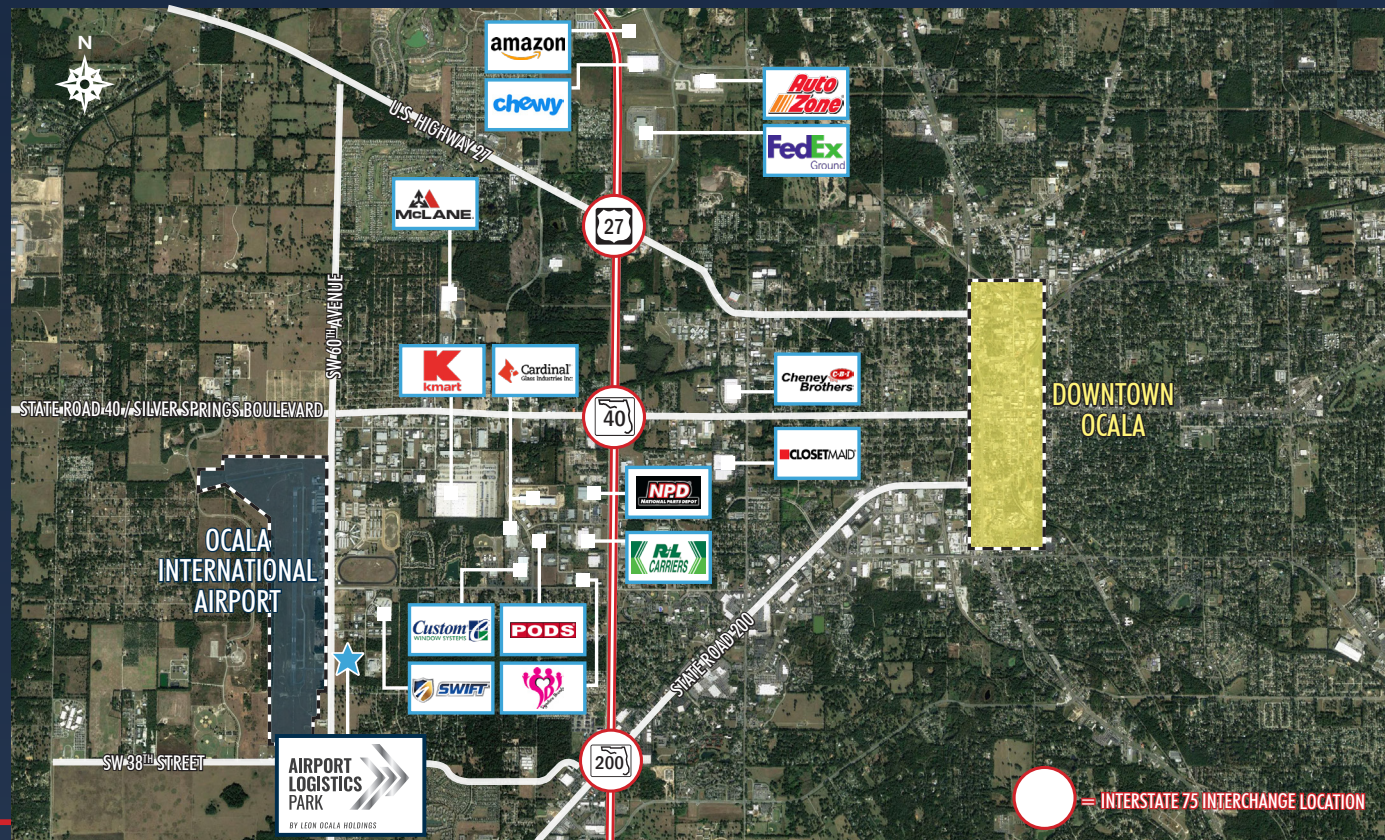 N
amazon
chewy
Auto
Zone
FedEx
Ground
U.S. HIGHWAY 27
McLANE
27
SW 60TH AVENUE
K
kmart
Cardinal
Glass Industries Inc.
Cheney
Brothers
C-B-I
STATE ROAD 40 / SILVER SPRINGS BOULEVARD
40
DOWNTOWN
OCALA
CLOSETMAID
NPD
NATIONAL PARTS DEPOT
R+L
CARRIERS
OCALA
INTERNATIONAL
AIRPORT
Custom
WINDOW SYSTEMS
PODS
SWIFT
STATE ROAD 200
SW 38TH STREET
200
AIRPORT
LOGISTICS
PARK
BY LEON OCALA HOLDINGS
= INTERSTATE 75 INTERCHANGE LOCATION